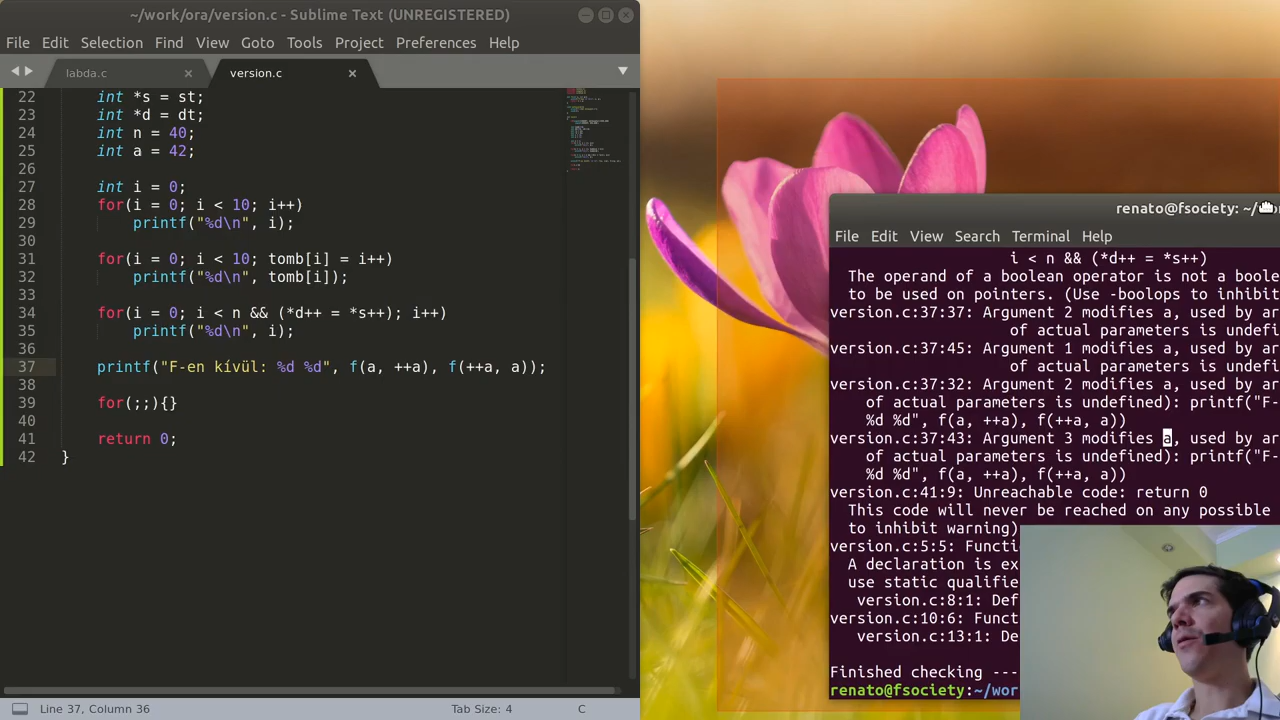 ~/work/ora/version.c - Sublime Text (UNREGISTERED)
File Edit Selection Find View Goto Tools Project Preferences Help
labda.c × version.c ×
22 int *s = st;
23 int *d = dt;
24 int n = 40;
25 int a = 42;
26
27 int i = 0;
28 for(i = 0; i < 10; i++)
29 printf("%d\n", i);
30
31 for(i = 0; i < 10; tomb[i] = i++)
32 printf("%d\n", tomb[i]);
33
34 for(i = 0; i < n && (*d++ = *s++); i++)
35 printf("%d\n", i);
36
37 printf("F-en kívül: %d %d", f(a, ++a), f(++a, a));
38
39 for(;;){}
40
41 return 0;
42 }
Line 37, Column 36 Tab Size: 4 C
renato@fsociety: ~/
File Edit View Search Terminal Help
i < n && (*d++ = *s++)
The operand of a boolean operator is not a boole
to be used on pointers. (Use -boolops to inhibit
version.c:37:37: Argument 2 modifies a, used by ar
of actual parameters is undefi
version.c:37:45: Argument 1 modifies a, used by ar
of actual parameters is undefi
version.c:37:32: Argument 2 modifies a, used by ar
of actual parameters is undefined): printf("F-
%d %d", f(a, ++a), f(++a, a))
version.c:37:43: Argument 3 modifies a, used by ar
of actual parameters is undefined): printf("F-
%d %d", f(a, ++a), f(++a, a))
version.c:41:9: Unreachable code: return 0
This code will never be reached on any possible
to inhibit warning)
version.c:5:5: Functi
A declaration is ex
use static qualifie
version.c:8:1: Def
version.c:10:6: Funct
version.c:13:1: De
Finished checking ---
renato@fsociety:~/wor